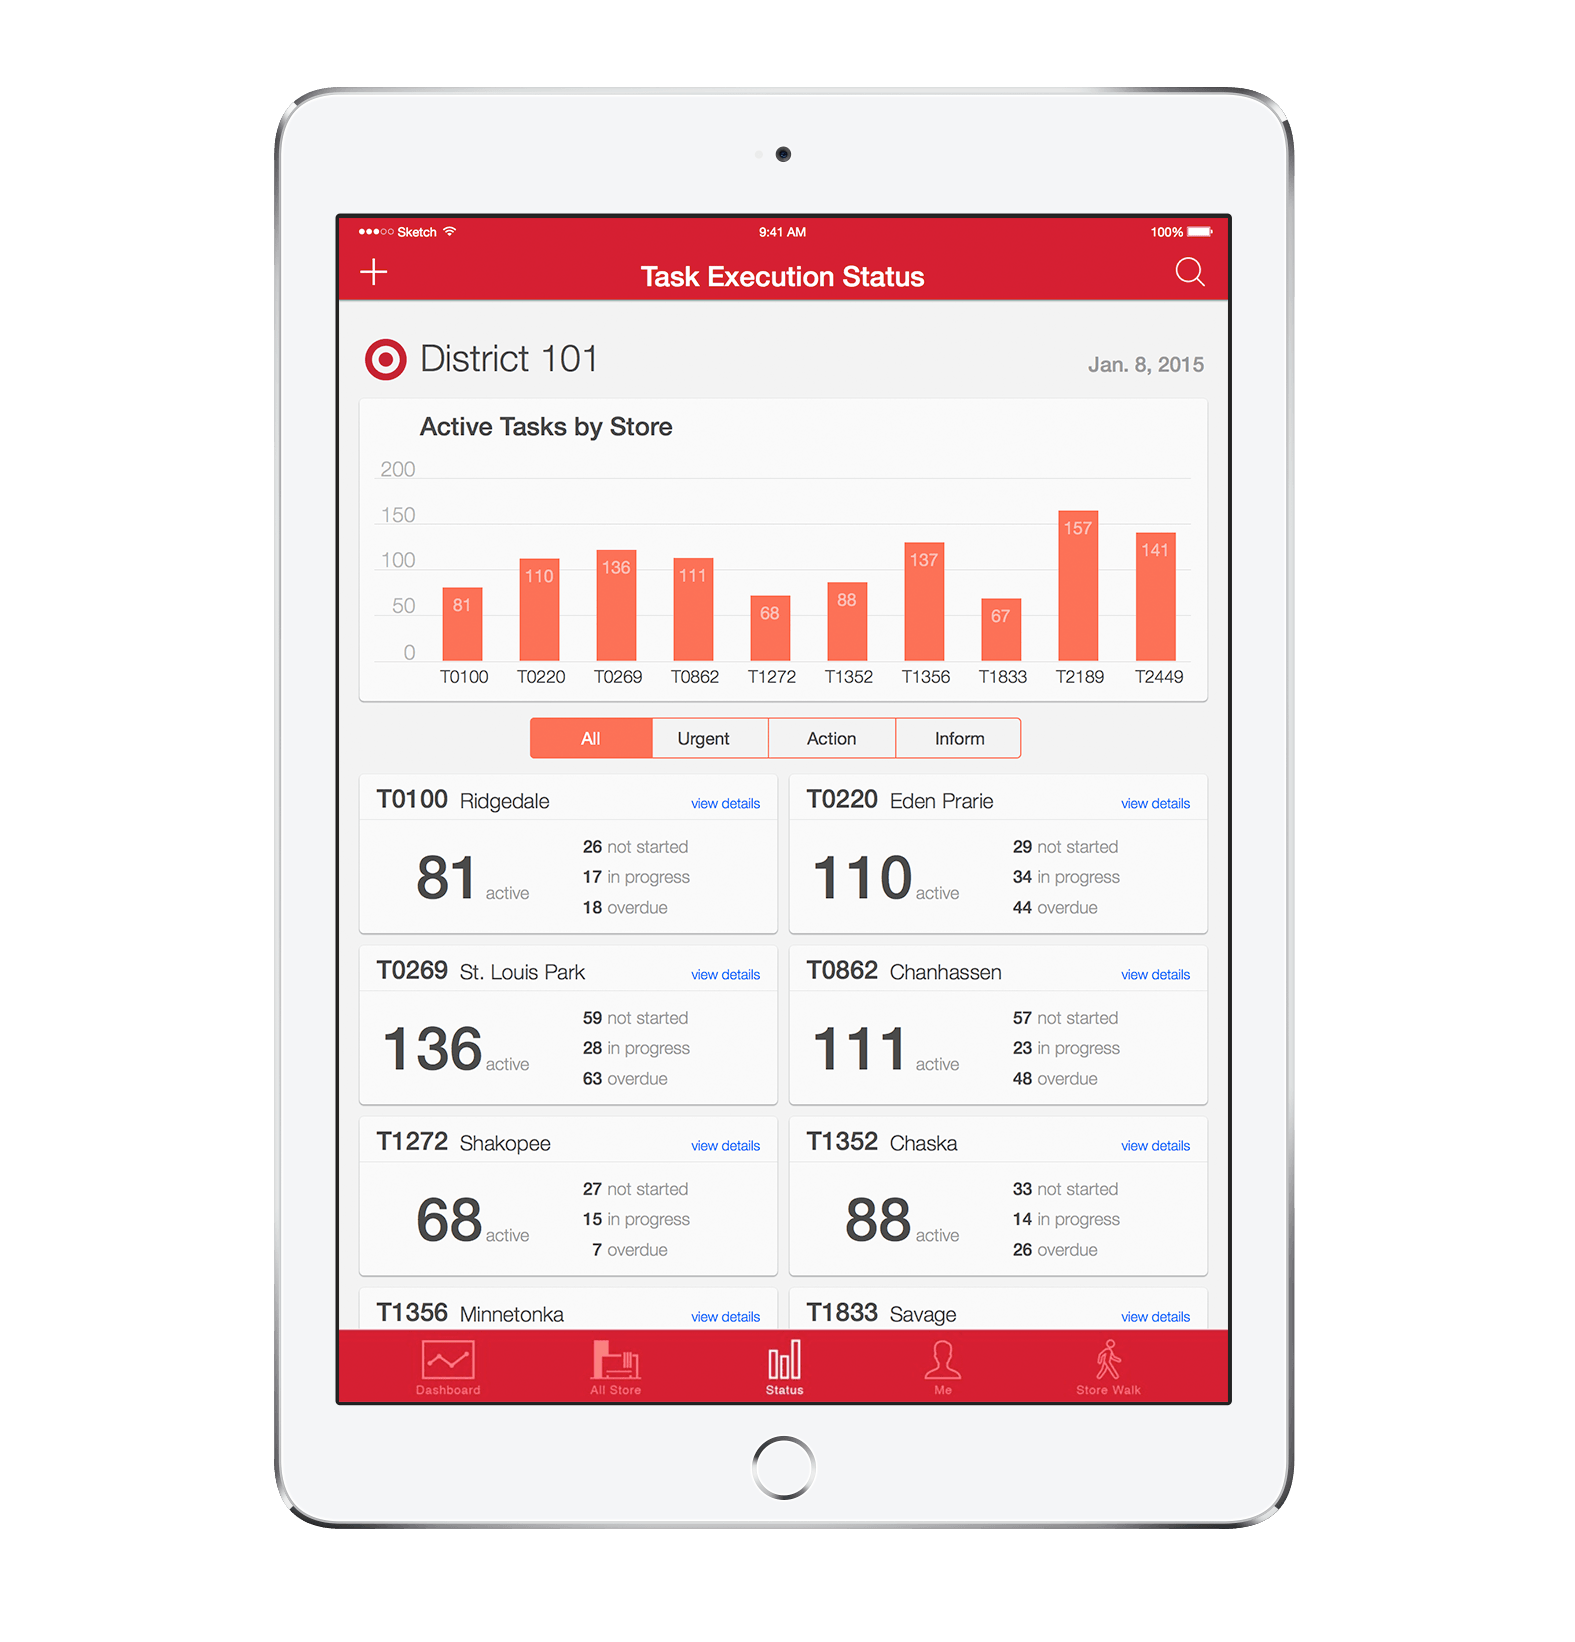 Sketch 9:41 AM 100%
Task Execution Status
District 101
Jan. 8, 2015
Active Tasks by Store
200
150
100
50
0
81 110 136 111 68 88 137 67 157 141
T0100 T0220 T0269 T0862 T1272 T1352 T1356 T1833 T2189 T2449
All Urgent Action Inform
T0100 Ridgedale view details
81 active
26 not started
17 in progress
18 overdue
T0220 Eden Prarie view details
110 active
29 not started
34 in progress
44 overdue
T0269 St. Louis Park view details
136 active
59 not started
28 in progress
63 overdue
T0862 Chanhassen view details
111 active
57 not started
23 in progress
48 overdue
T1272 Shakopee view details
68 active
27 not started
15 in progress
7 overdue
T1352 Chaska view details
88 active
33 not started
14 in progress
26 overdue
T1356 Minnetonka view details
T1833 Savage view details
Dashboard All Store Status Me Store Walk